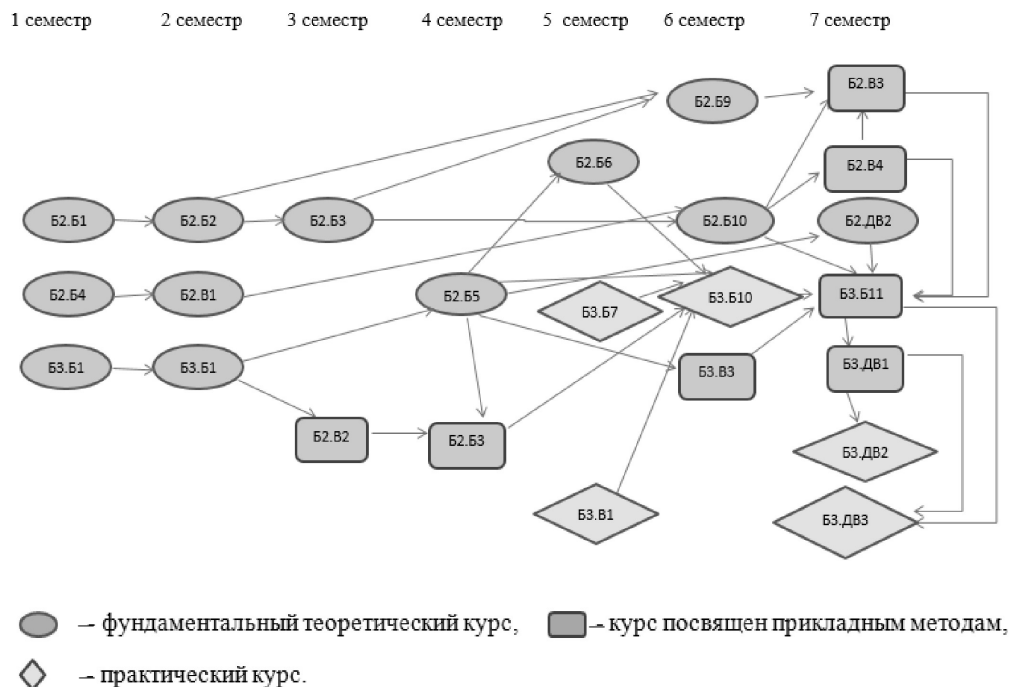 1 семестр 2 семестр 3 семестр 4 семестр 5 семестр 6 семестр 7 семестр
Б2.В3
Б2.Б9
Б2.Б6
Б2.В4
Б2.Б1 Б2.Б2 Б2.Б3 Б2.Б10 Б2.ДВ2
Б2.Б4 Б2.В1 Б2.Б5 Б3.Б7 Б3.Б10 Б3.Б11
Б3.Б1 Б3.Б1 Б3.В3 Б3.ДВ1
Б2.В2 Б2.Б3 Б3.ДВ2
Б3.В1 Б3.ДВ3
– фундаментальный теоретический курс, – курс посвящен прикладным методам,
– практический курс.